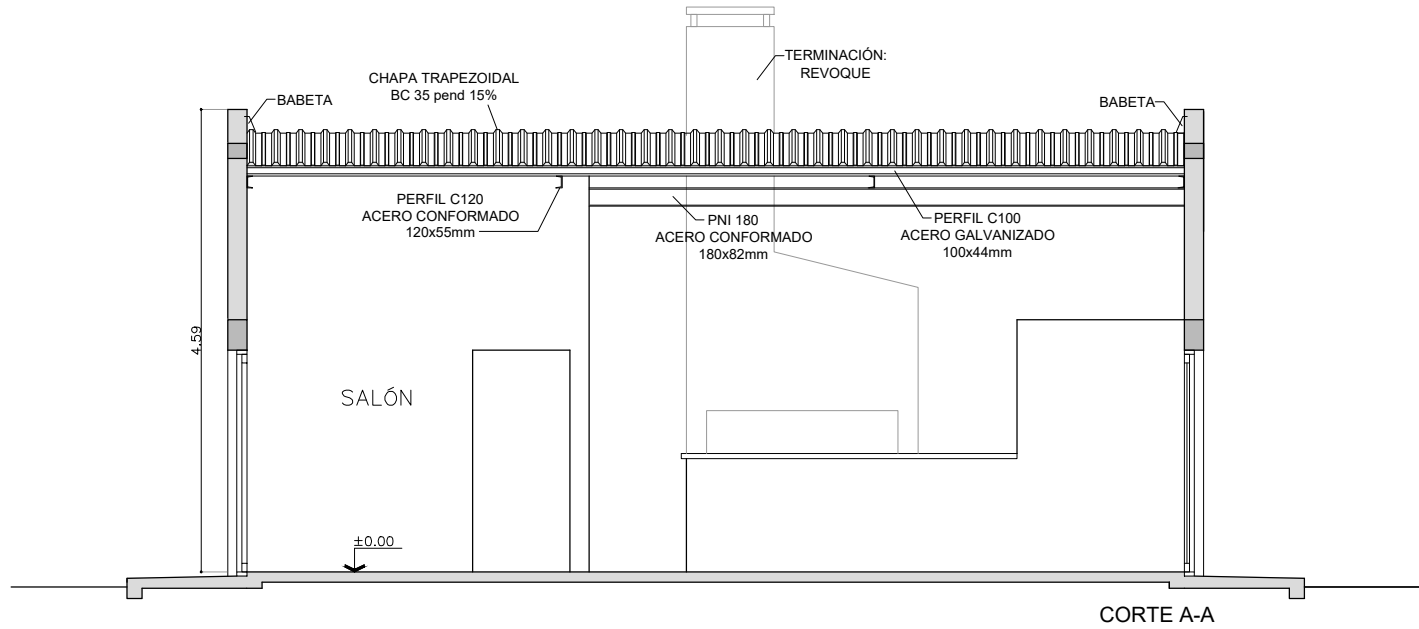 TERMINACIÓN:
REVOQUE
CHAPA TRAPEZOIDAL
BC 35 pend 15%
BABETA
BABETA
PERFIL C120
ACERO CONFORMADO
120x55mm
PNI 180
ACERO CONFORMADO
180x82mm
PERFIL C100
ACERO GALVANIZADO
100x44mm
4.59
SALÓN
±0.00
CORTE A-A